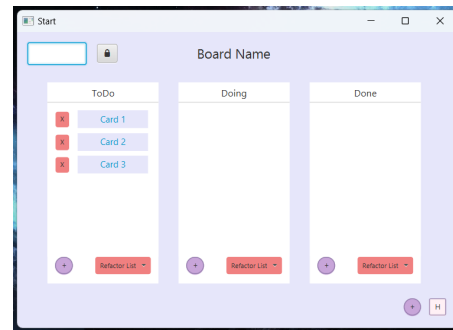 Start
Board Name
ToDo
Doing
Done
X Card 1
X Card 2
X Card 3
+ Refactor List
+ Refactor List
+ Refactor List
+ H